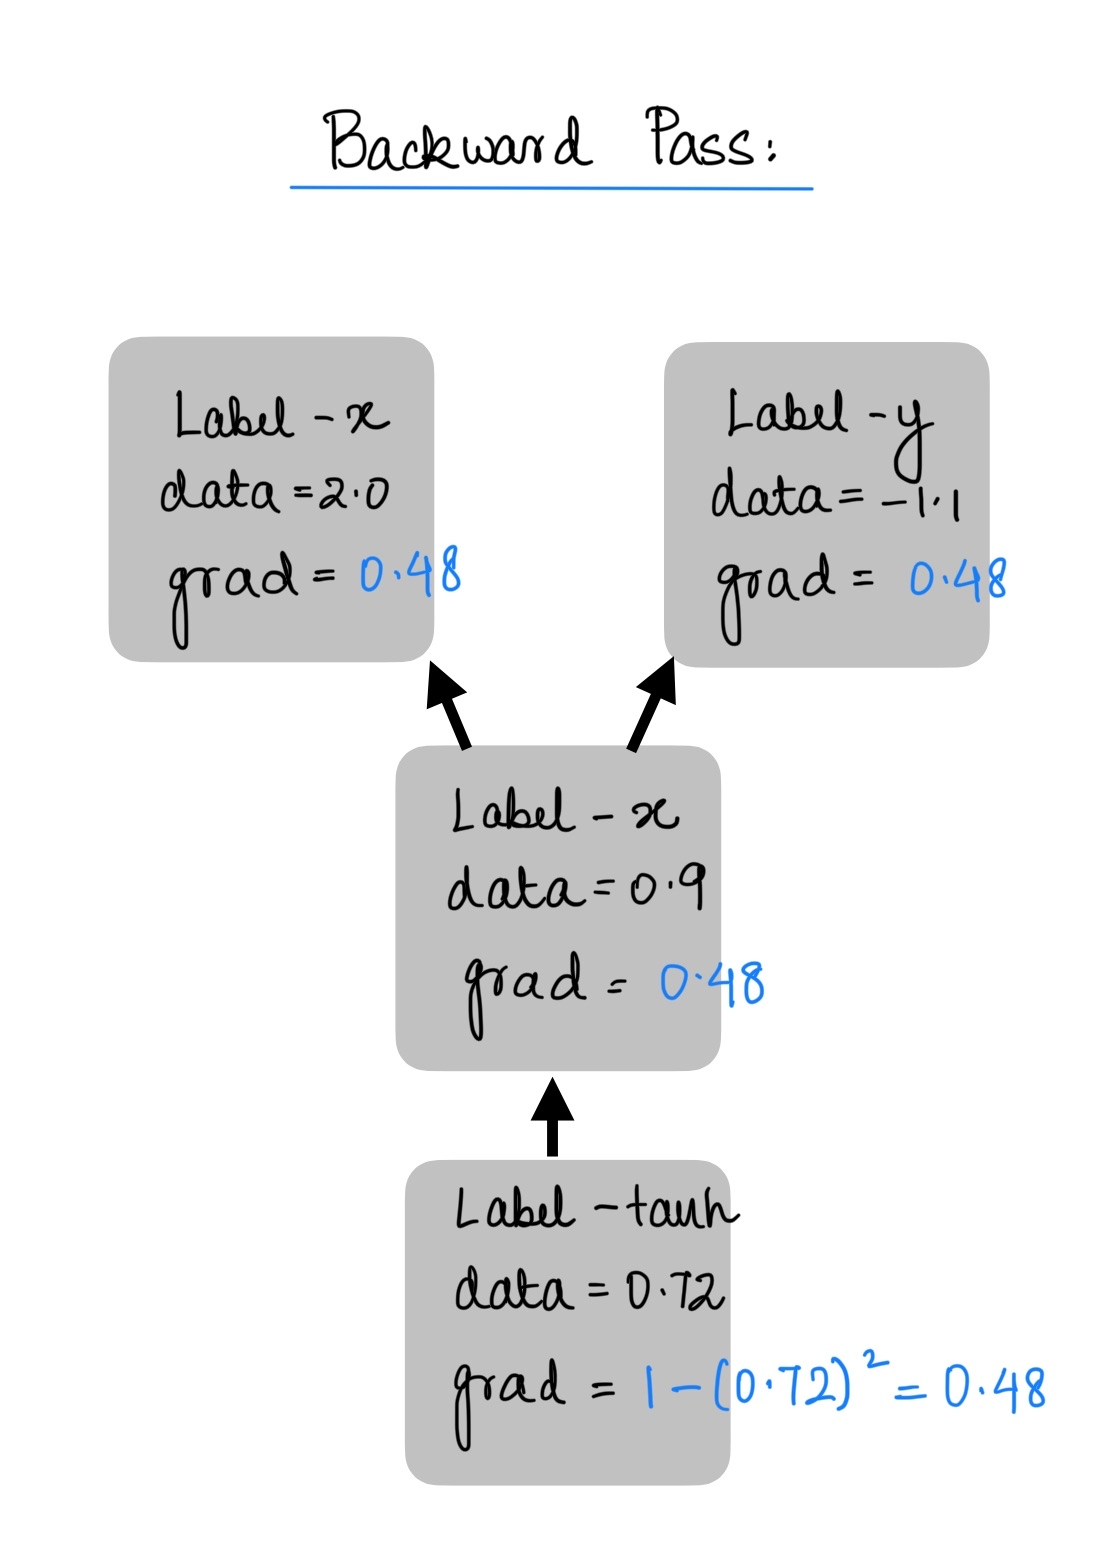 Backward Pass:
Label - x
data = 2.0
grad = 0.48
Label - y
data = -1.1
grad = 0.48
Label - x
data = 0.9
grad = 0.48
Label - tanh
data = 0.72
grad = 1 - (0.72)² = 0.48